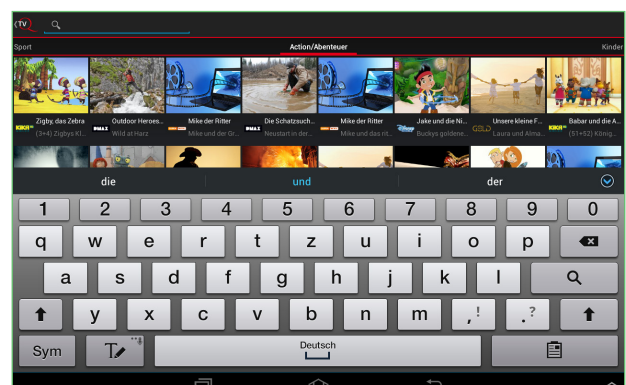 TV
Sport Action/Abenteuer Kinder
Zigby, das Zebra Outdoor Heroes... Mike der Ritter Die Schatzsuch... Mike der Ritter Jake und die Ni... Unsere kleine F... Babar und die A...
KiKA (3+4) Zigbys Kl... DMAX Wild at Harz Mike und der Gr... DMAX Neustart in der... Mike und das rit... Disney Buckys goldene... Laura und Alma... KiKA (51+52) König...
die und der
1 2 3 4 5 6 7 8 9 0
q w e r t z u i o p
a s d f g h j k l
y x c v b n m , ! . ?
Sym T Deutsch